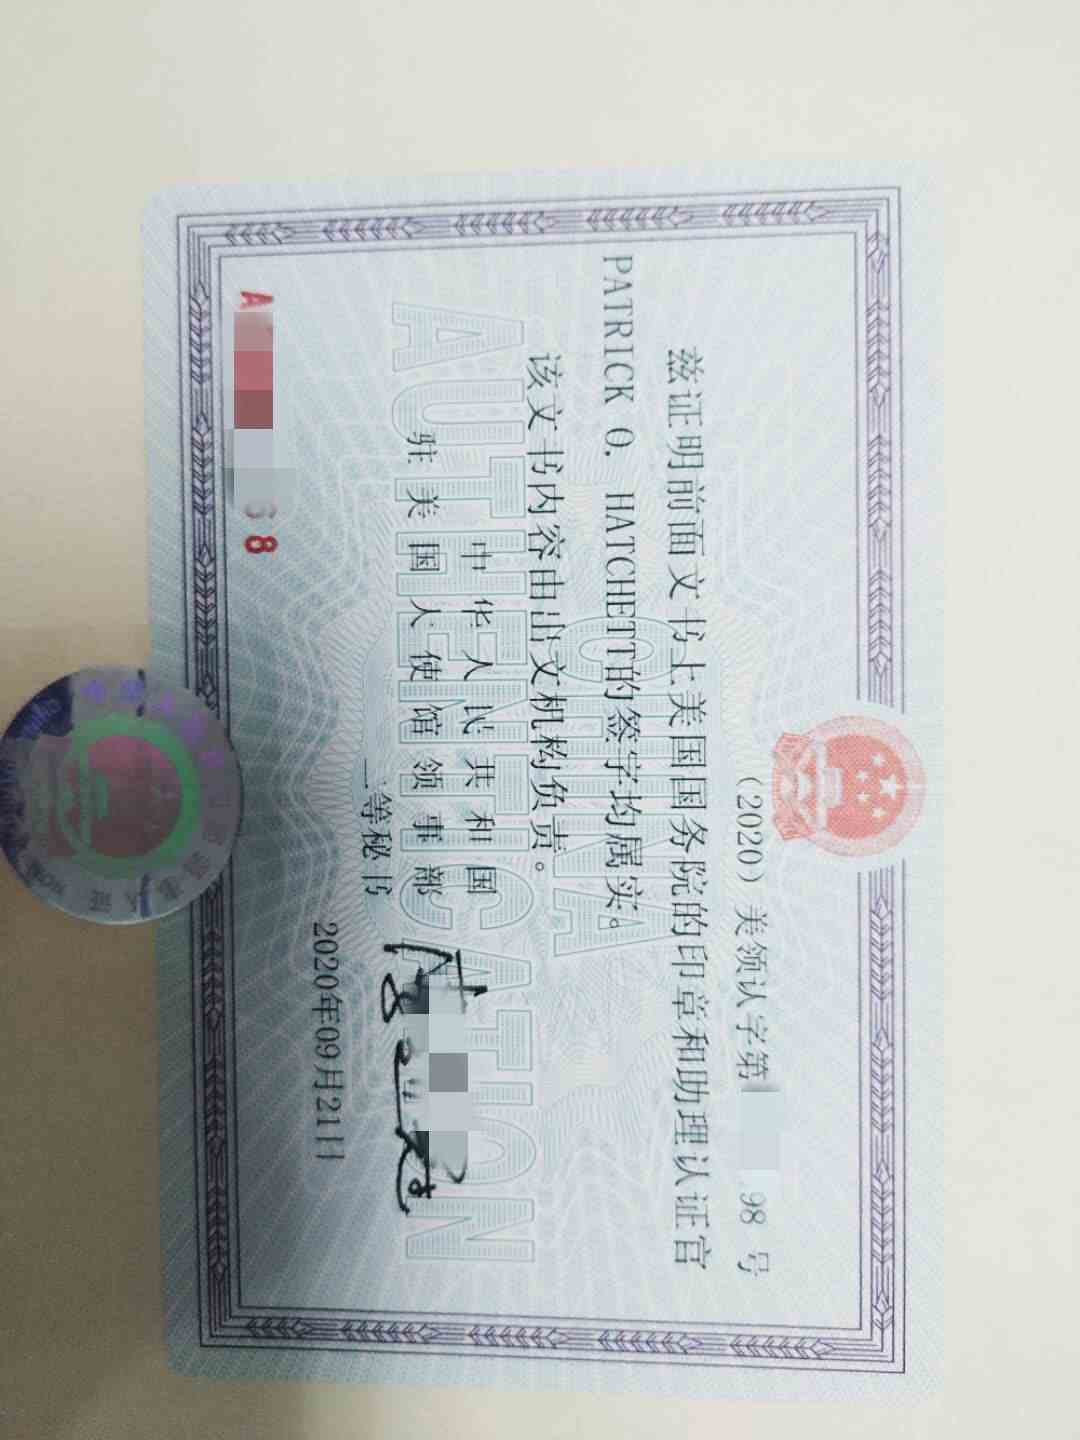 （2020）美领认字第 98 号
兹证明前面文书上美国国务院的印章和助理认证官
PATRICK O. HATCHETT的签字均属实。
该文书内容由出文机构负责。
CHINA
AUTHENTICATION
中华人民共和国
驻美国大使馆领事部
二等秘书
2020年09月21日
A 68